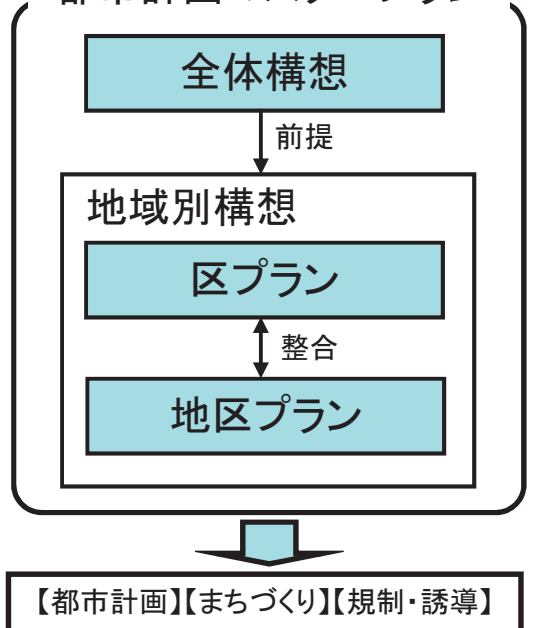 全体構想
前提
地域別構想
区プラン
整合
地区プラン
【都市計画】【まちづくり】【規制・誘導】